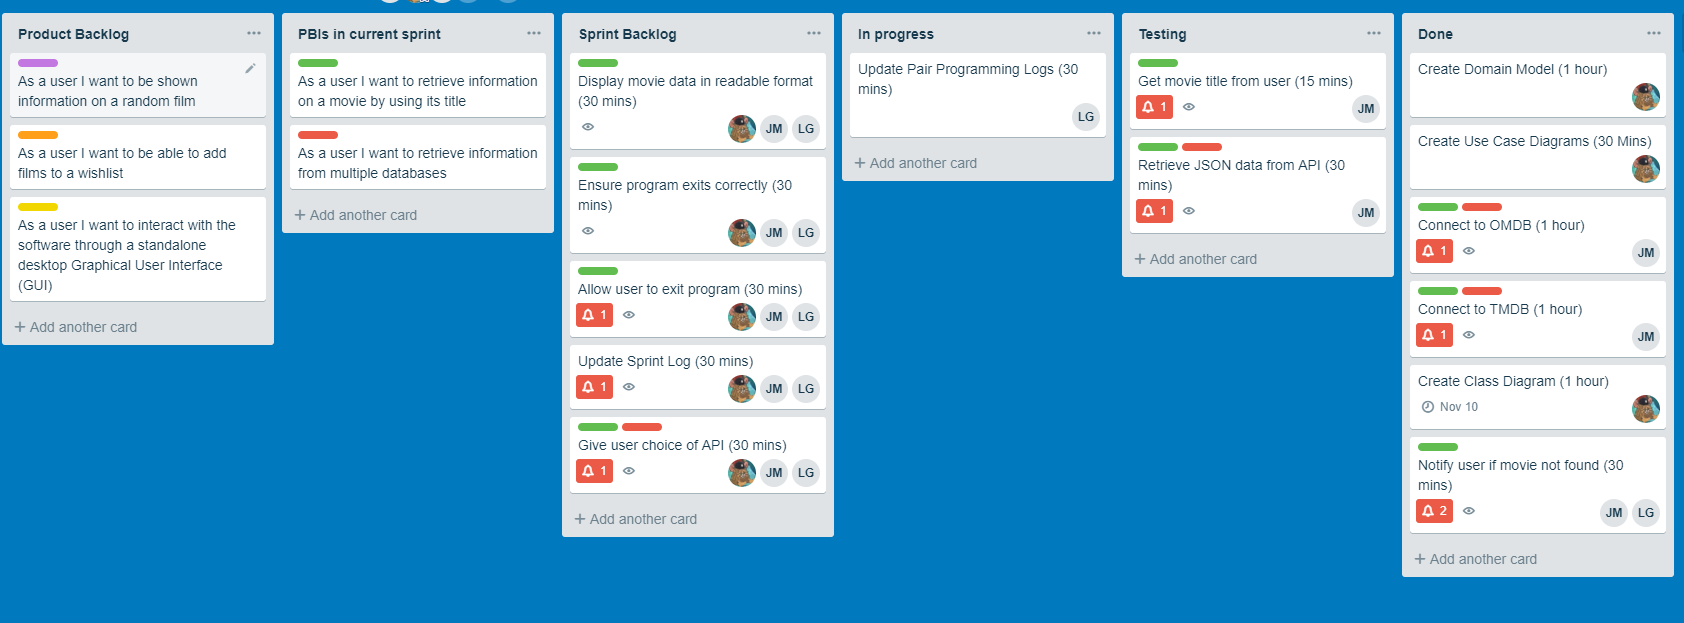 Product Backlog
As a user I want to be shown
information on a random film
As a user I want to be able to add
films to a wishlist
As a user I want to interact with the
software through a standalone
desktop Graphical User Interface
(GUI)
+ Add another card
PBIs in current sprint
As a user I want to retrieve information
on a movie by using its title
As a user I want to retrieve information
from multiple databases
+ Add another card
Sprint Backlog
Display movie data in readable format
(30 mins)
JM LG
Ensure program exits correctly (30
mins)
JM LG
Allow user to exit program (30 mins)
1 JM LG
Update Sprint Log (30 mins)
1 JM LG
Give user choice of API (30 mins)
1 JM LG
+ Add another card
In progress
Update Pair Programming Logs (30
mins)
LG
+ Add another card
Testing
Get movie title from user (15 mins)
1 JM
Retrieve JSON data from API (30
mins)
1 JM
+ Add another card
Done
Create Domain Model (1 hour)
Create Use Case Diagrams (30 Mins)
Connect to OMDB (1 hour)
1 JM
Connect to TMDB (1 hour)
1 JM
Create Class Diagram (1 hour)
Nov 10
Notify user if movie not found (30
mins)
2 JM LG
+ Add another card